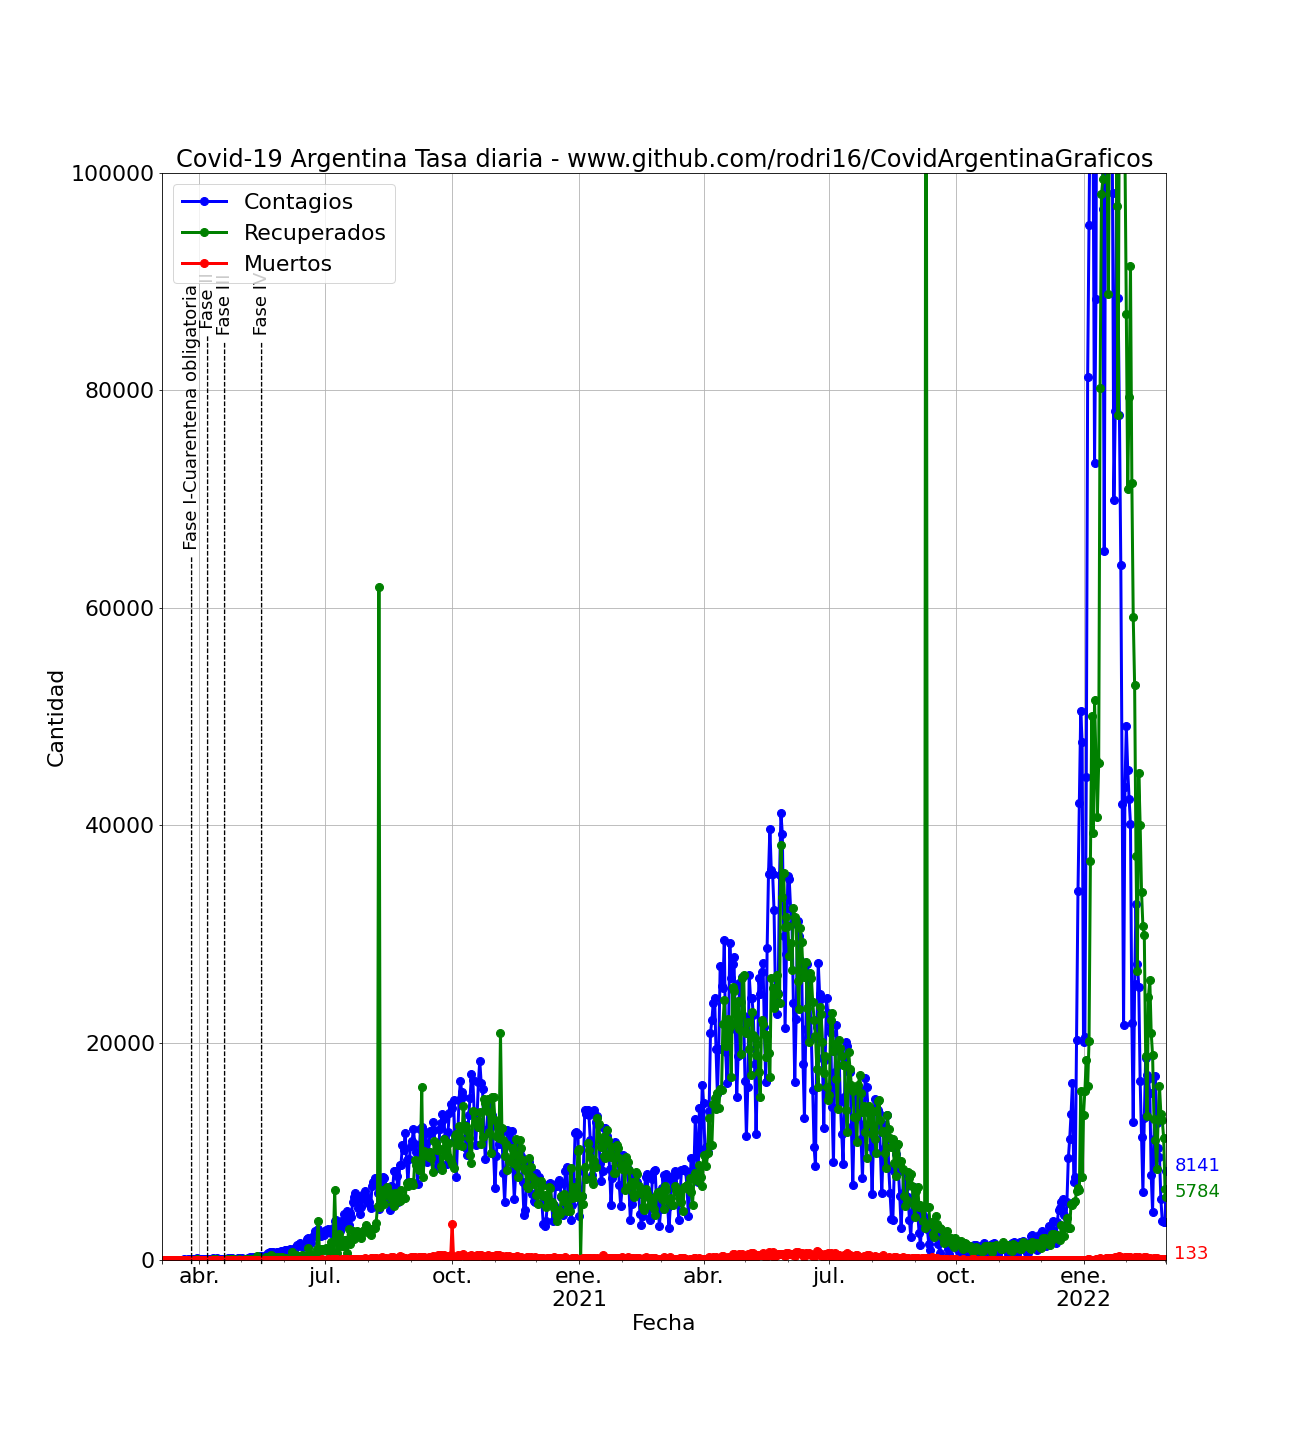 Covid-19 Argentina Tasa diaria - www.github.com/rodri16/CovidArgentinaGraficos
100000
80000
60000
40000
20000
0
Cantidad
Contagios
Recuperados
Muertos
Fase I-Cuarentena obligatoria
Fase II
Fase III
Fase IV
8141
5784
133
abr.
jul.
oct.
ene.
2021
abr.
jul.
oct.
ene.
2022
Fecha